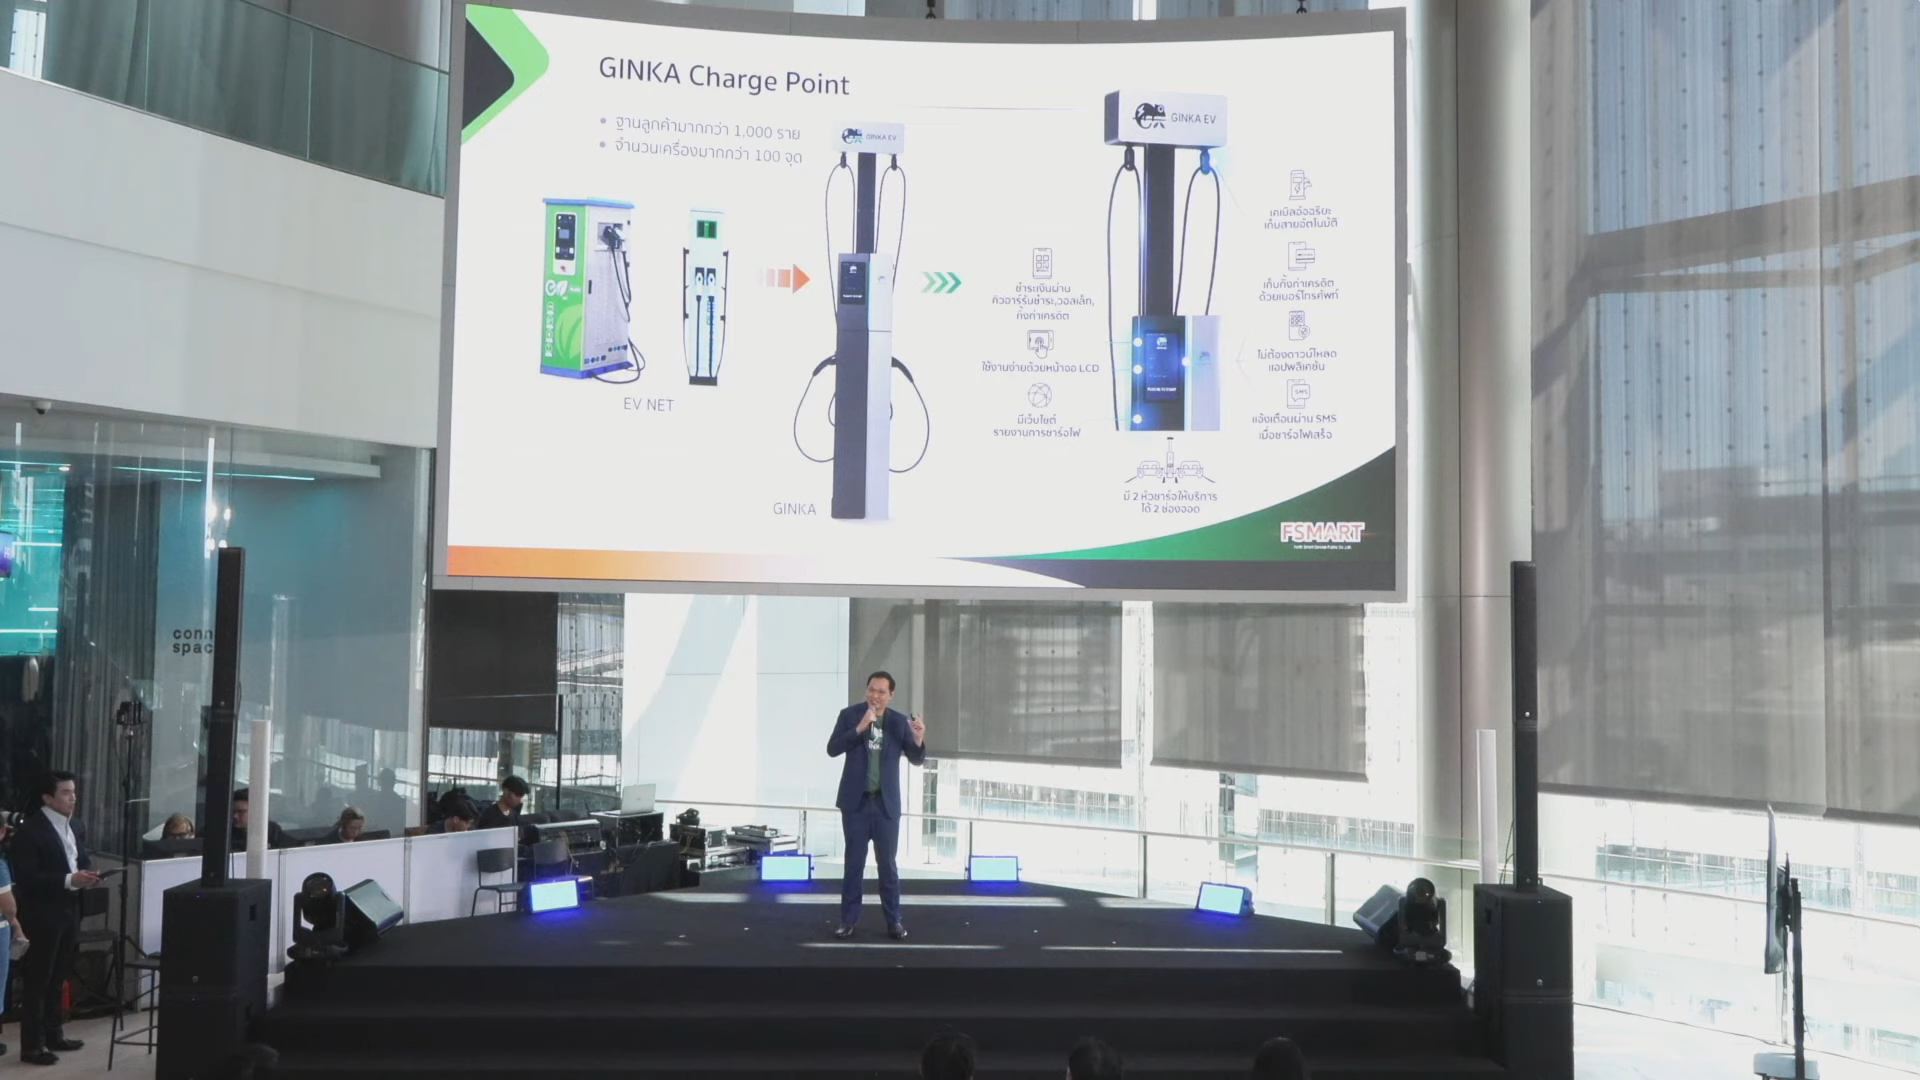 GINKA Charge Point
• ฐานลูกค้ามากกว่า 1,000 ราย
• จำนวนเครื่องมากกว่า 100 จุด
EV NET
GINKA EV
GINKA
ชำระเงินผ่าน
คิวอาร์รับชำระ,วอลเล็ท,
กิ้งก่าเครดิต
ใช้งานง่ายด้วยหน้าจอ LCD
มีเว็บไซต์
รายงานการชาร์จไฟ
GINKA EV
เคเบิลอัจฉริยะ
เก็บสายอัตโนมัติ
เก็บกิ้งก่าเครดิต
ด้วยเบอร์โทรศัพท์
ไม่ต้องดาวน์โหลด
แอปพลิเคชัน
SMS
แจ้งเตือนผ่าน SMS
เมื่อชาร์จไฟเสร็จ
มี 2 หัวชาร์จให้บริการ
ได้ 2 ช่องจอด
FSMART
conn
spac